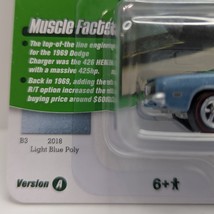 Muscle Facts:
The top-of-the line engine
for the 1969 Dodge
Charger was the 426 HEMI
with a massive 425hp.
Back in 1969, adding the
R/T option increased the
buying price around $600
B3 2018
Light Blue Poly
Version A
6+